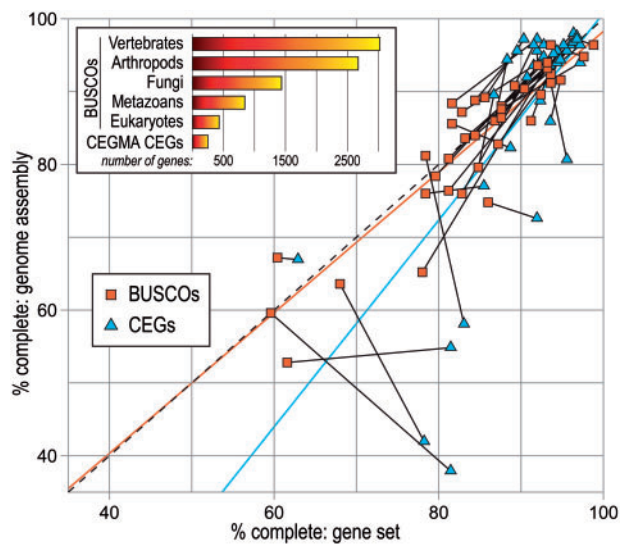 100
80
60
40
% complete: genome assembly
BUSCOs
Vertebrates
Arthropods
Fungi
Metazoans
Eukaryotes
CEGMA CEGs
number of genes:
500
1500
2500
BUSCOs
CEGs
40
60
80
100
% complete: gene set